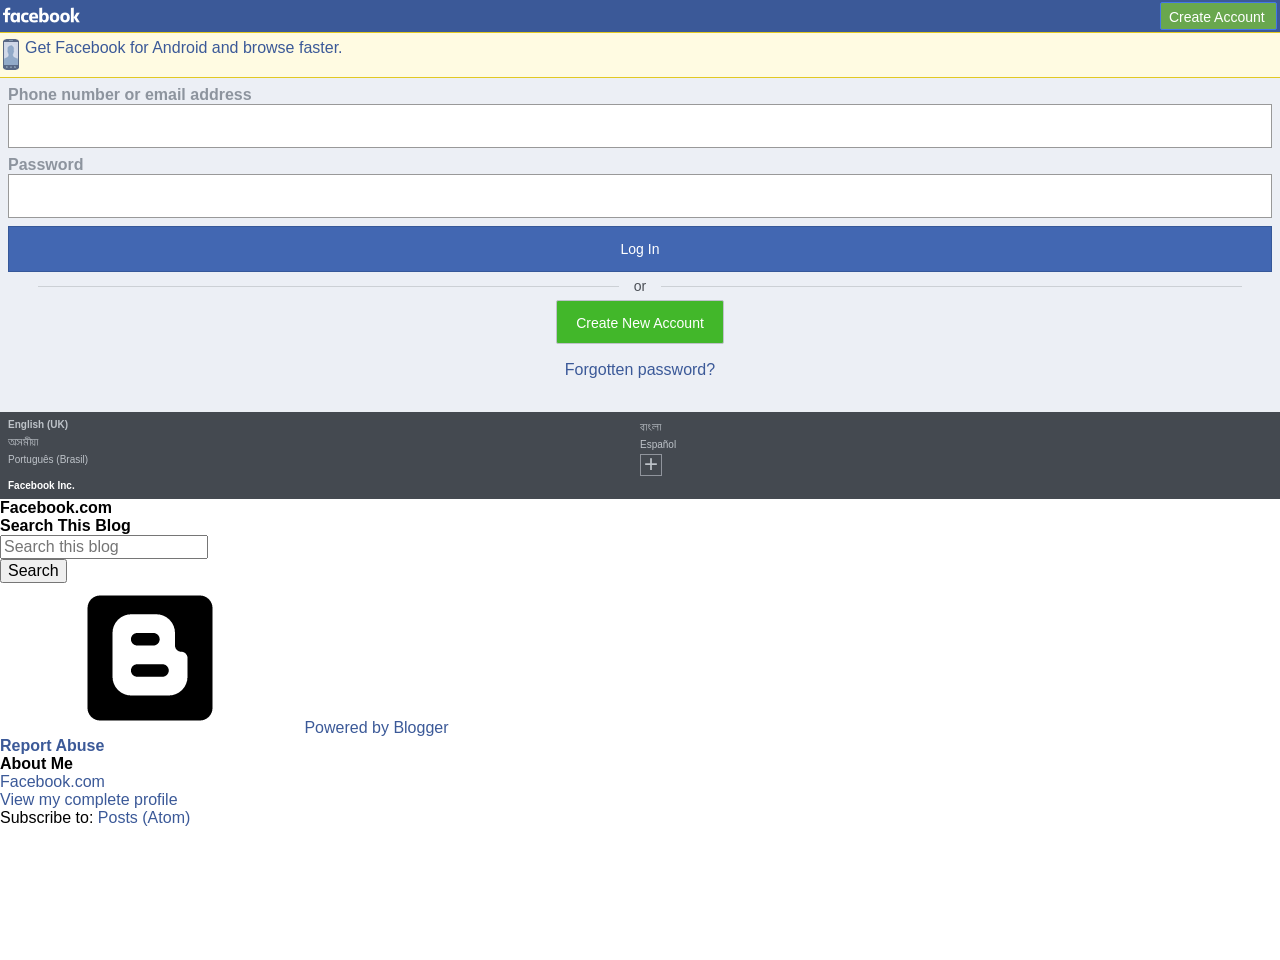 facebook
Create Account
Get Facebook for Android and browse faster.
Phone number or email address
Password
Log In
or
Create New Account
Forgotten password?
English (UK)
অসমীয়া
Português (Brasil)
বাংলা
Español
Facebook Inc.
Facebook.com
Search This Blog
Search this blog
Search
Powered by Blogger
Report Abuse
About Me
Facebook.com
View my complete profile
Subscribe to: Posts (Atom)